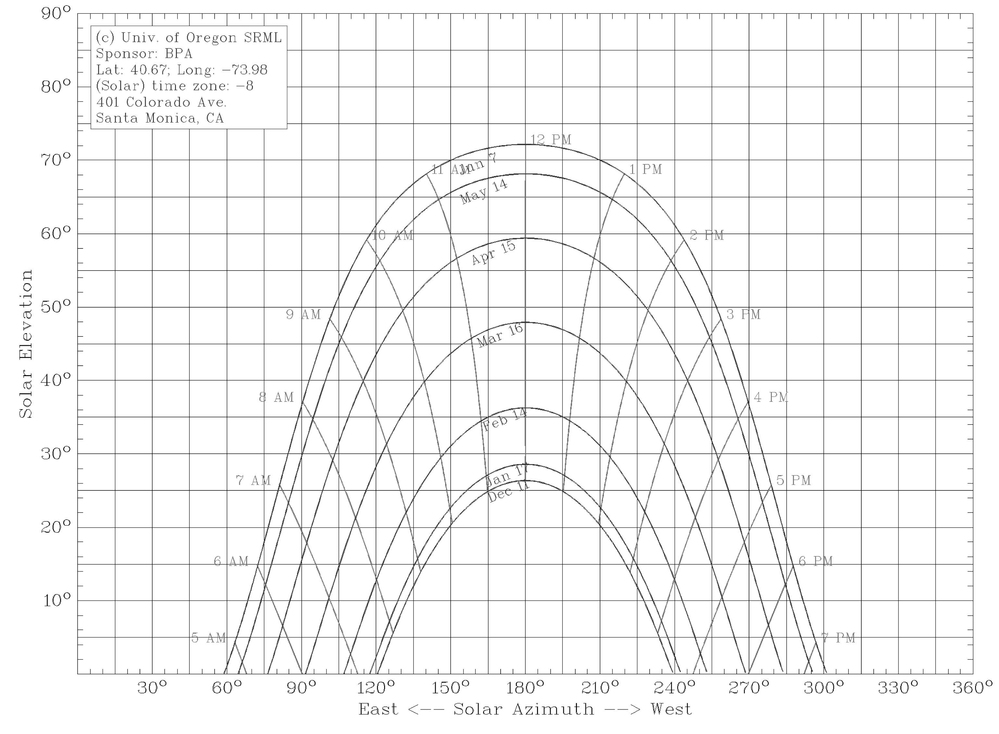 90°
(c) Univ. of Oregon SRML
Sponsor: BPA
Lat: 40.67; Long: −73.98
(Solar) time zone: −8
401 Colorado Ave.
Santa Monica, CA
80°
70°
60°
50°
40°
30°
20°
10°
Solar Elevation
12 PM
11 AM
Jun 7
1 PM
May 14
10 AM
2 PM
Apr 15
9 AM
3 PM
Mar 16
8 AM
4 PM
Feb 14
7 AM
Jan 17
5 PM
Dec 11
6 AM
6 PM
5 AM
7 PM
30° 60° 90° 120° 150° 180° 210° 240° 270° 300° 330° 360°
East <−− Solar Azimuth −−> West